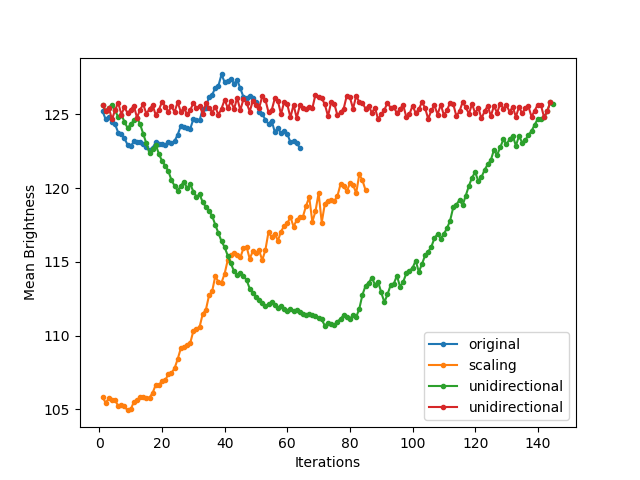 125
120
115
110
105
Mean Brightness
0 20 40 60 80 100 120 140
Iterations
original
scaling
unidirectional
unidirectional